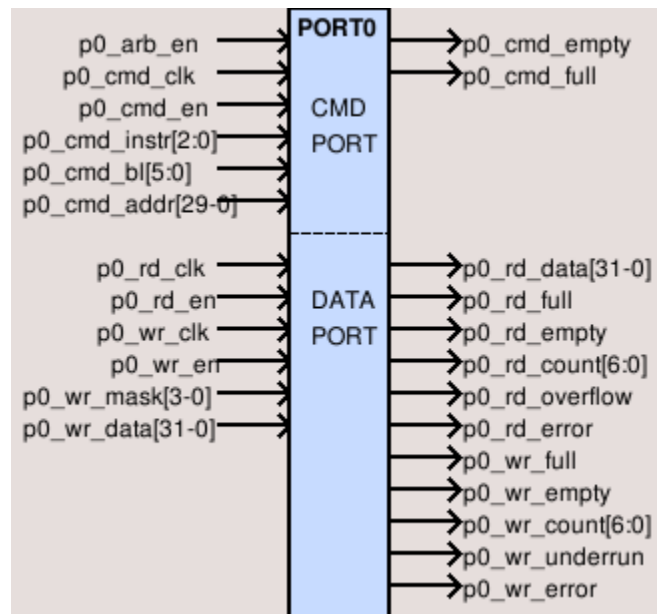 PORT0
p0_arb_en
p0_cmd_empty
p0_cmd_clk
p0_cmd_full
p0_cmd_en
CMD
p0_cmd_instr[2:0]
PORT
p0_cmd_bl[5:0]
p0_cmd_addr[29-0]
p0_rd_clk
p0_rd_data[31-0]
p0_rd_en
DATA
p0_rd_full
p0_wr_clk
PORT
p0_rd_empty
p0_wr_en
p0_rd_count[6:0]
p0_wr_mask[3-0]
p0_rd_overflow
p0_wr_data[31-0]
p0_rd_error
p0_wr_full
p0_wr_empty
p0_wr_count[6:0]
p0_wr_underrun
p0_wr_error